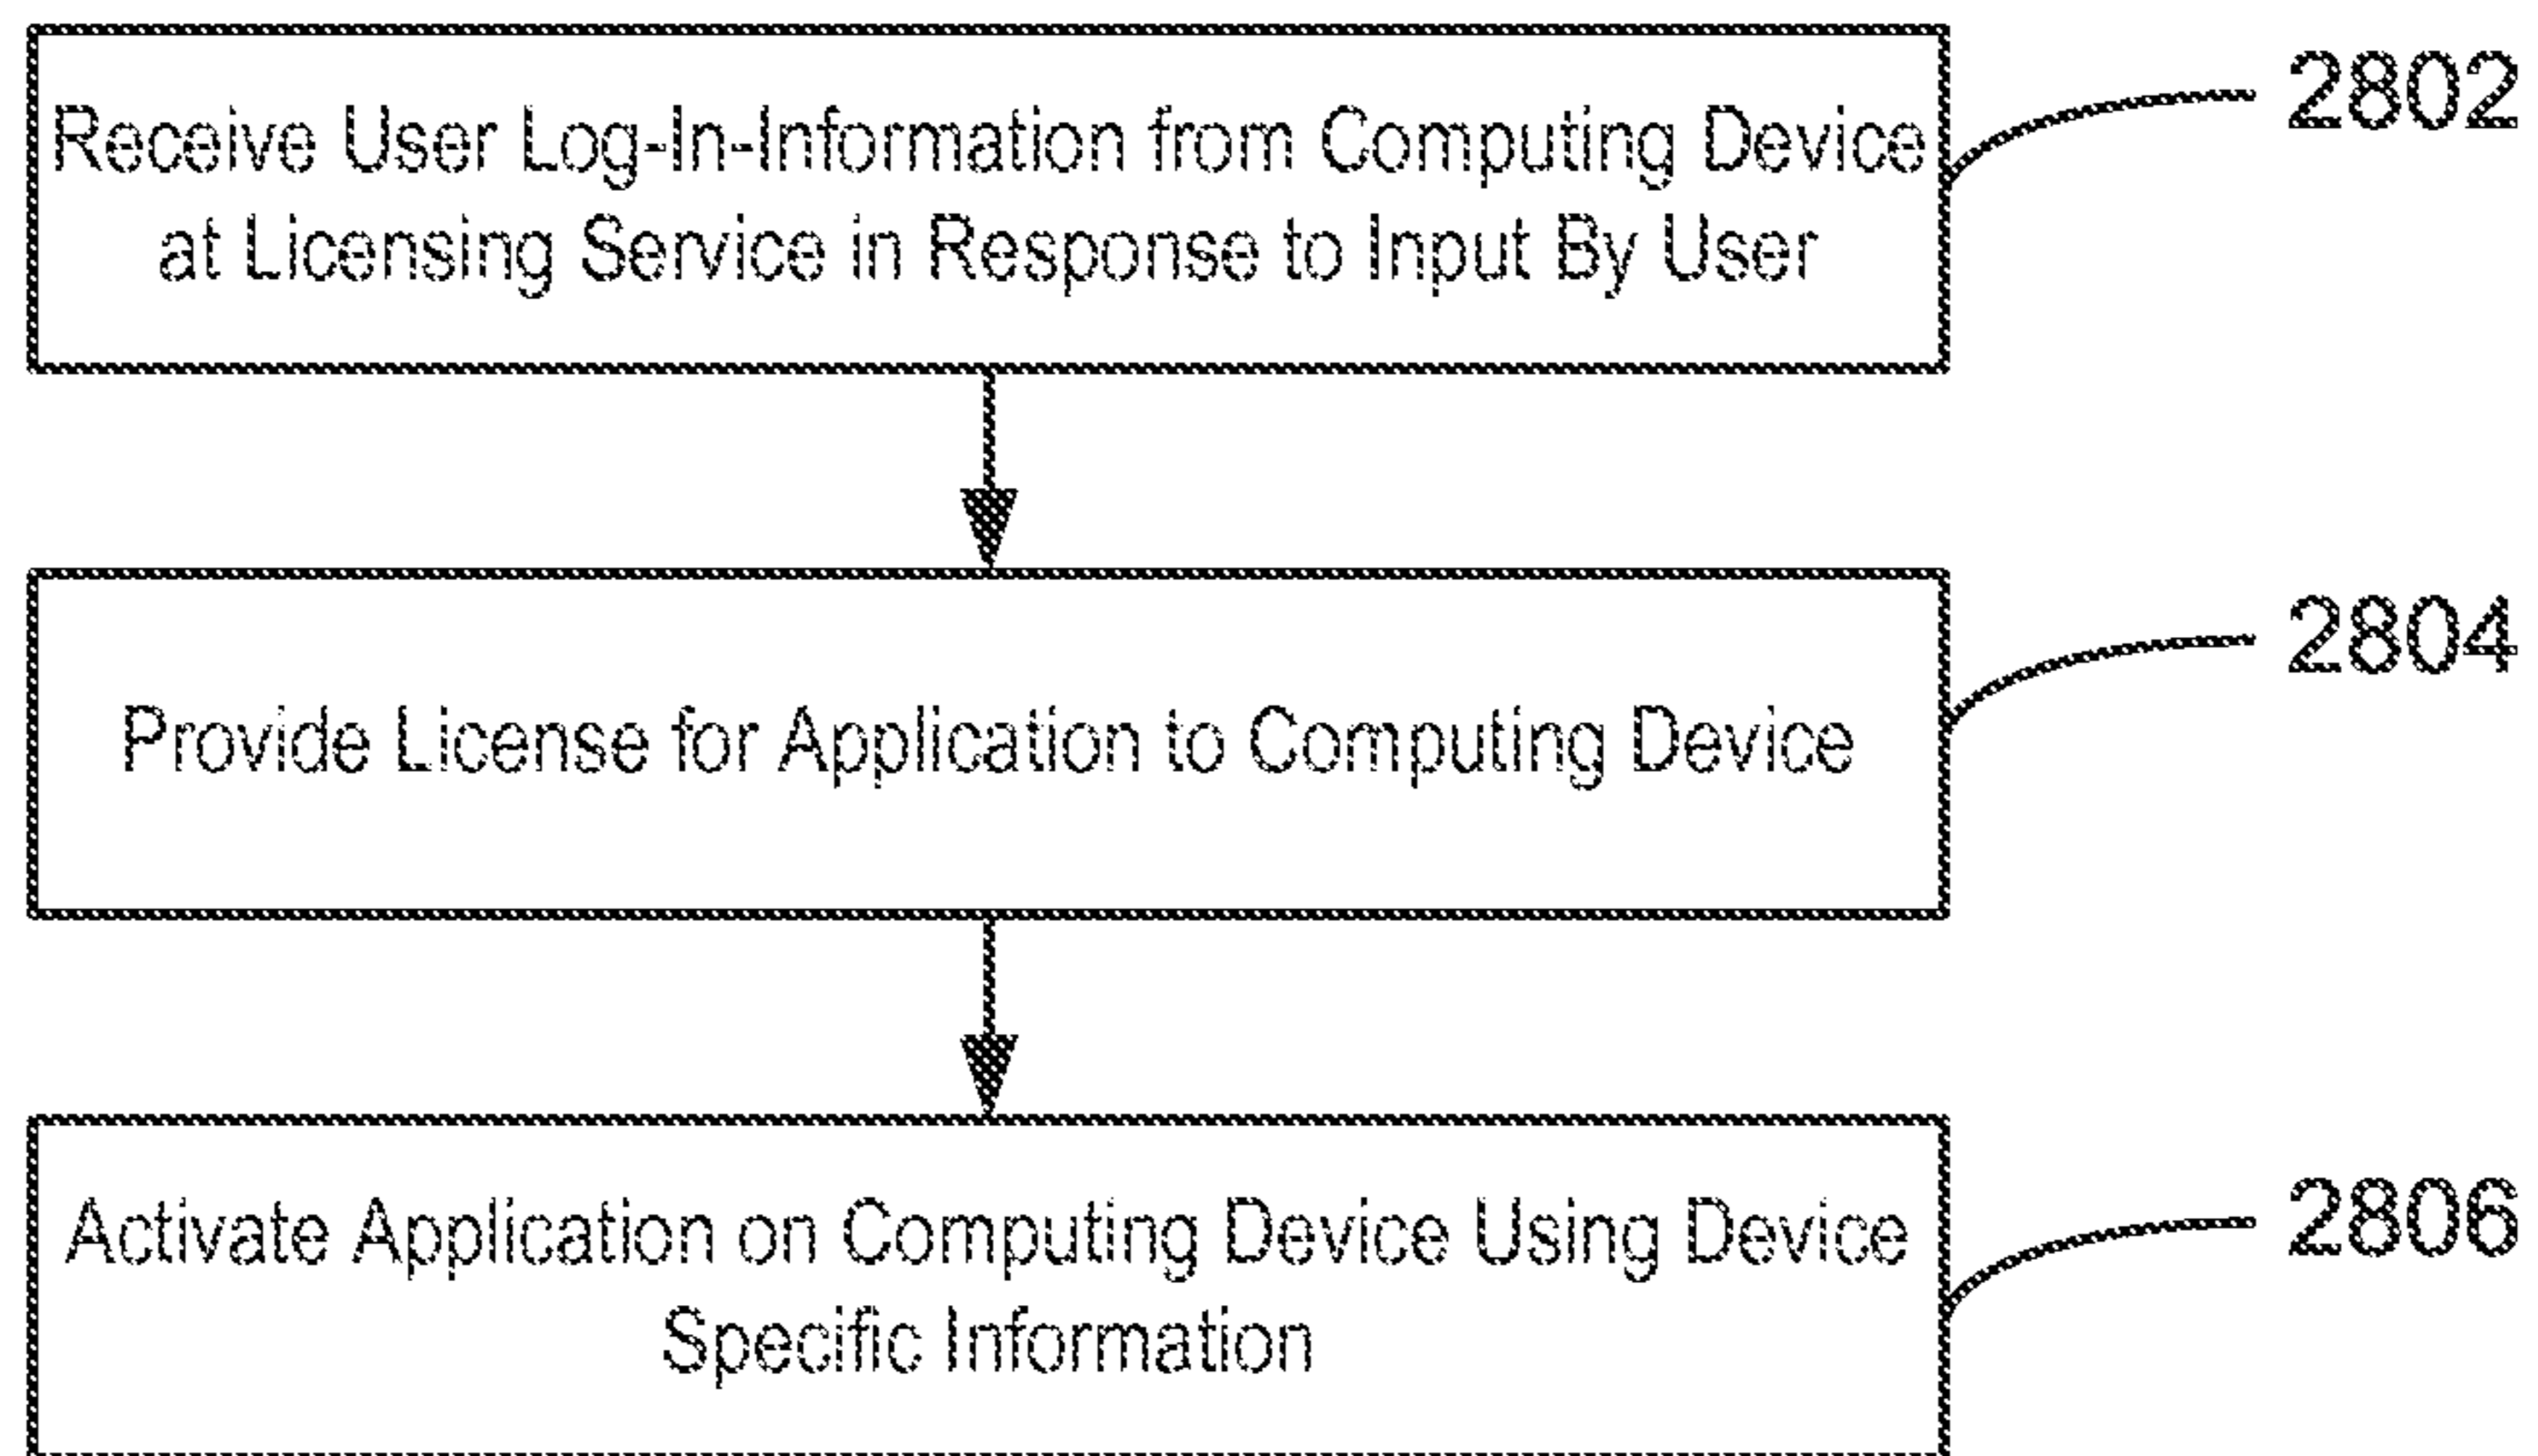 Receive User Log-In-Information from Computing Device
at Licensing Service in Response to Input By User
2802
Provide License for Application to Computing Device
2804
Activate Application on Computing Device Using Device
Specific Information
2806